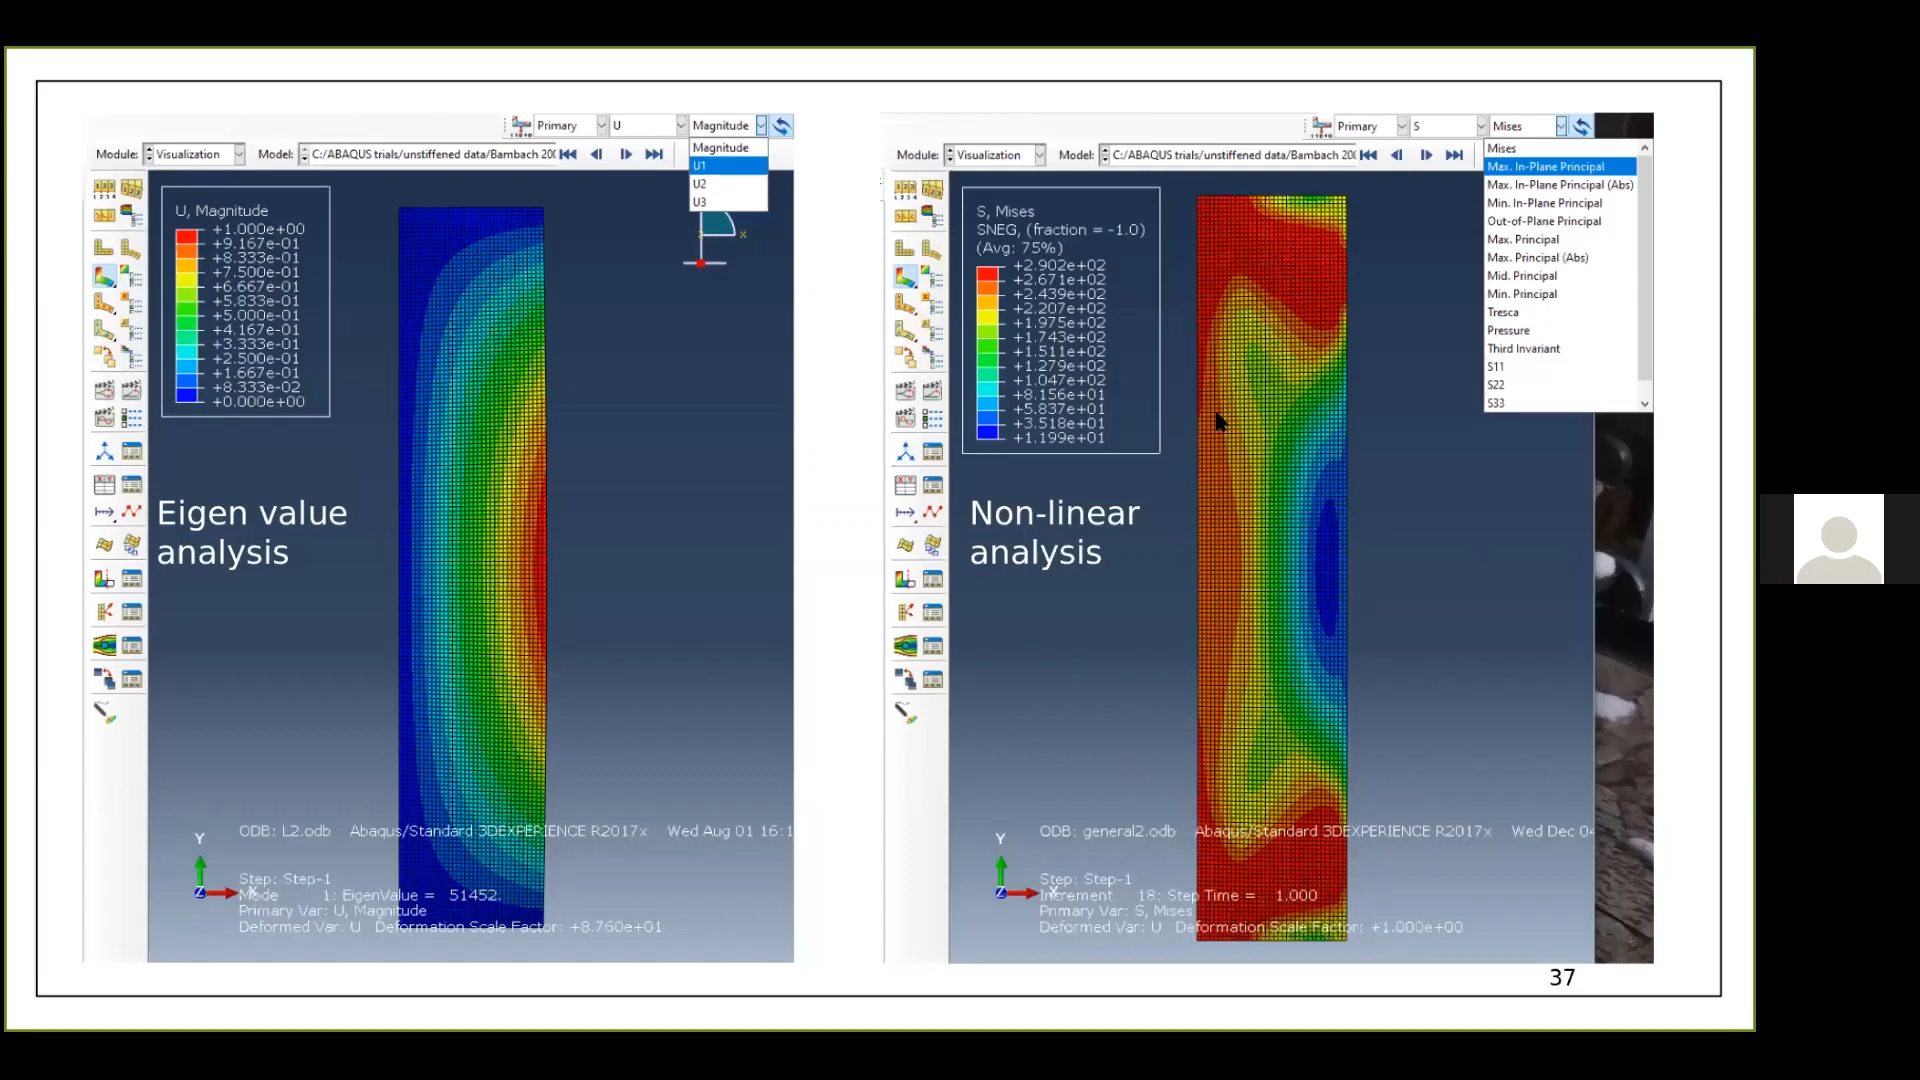 Primary U Magnitude
Magnitude
U1
U2
U3
Module: Visualization Model: C:/ABAQUS trials/unstiffened data/Bambach 200
U, Magnitude
+1.000e+00
+9.167e-01
+8.333e-01
+7.500e-01
+6.667e-01
+5.833e-01
+5.000e-01
+4.167e-01
+3.333e-01
+2.500e-01
+1.667e-01
+8.333e-02
+0.000e+00
Eigen value
analysis
Y
X
Z
ODB: L2.odb Abaqus/Standard 3DEXPERIENCE R2017x Wed Aug 01 16:1
Step: Step-1
Mode 1: EigenValue = 51452.
Primary Var: U, Magnitude
Deformed Var: U Deformation Scale Factor: +8.760e+01
Primary S Mises
Mises
Max. In-Plane Principal
Max. In-Plane Principal (Abs)
Min. In-Plane Principal
Out-of-Plane Principal
Max. Principal
Max. Principal (Abs)
Mid. Principal
Min. Principal
Tresca
Pressure
Third Invariant
S11
S22
S33
Module: Visualization Model: C:/ABAQUS trials/unstiffened data/Bambach 200
S, Mises
SNEG, (fraction = -1.0)
(Avg: 75%)
+2.902e+02
+2.671e+02
+2.439e+02
+2.207e+02
+1.975e+02
+1.743e+02
+1.511e+02
+1.279e+02
+1.047e+02
+8.156e+01
+5.837e+01
+3.518e+01
+1.199e+01
Non-linear
analysis
Y
X
Z
ODB: general2.odb Abaqus/Standard 3DEXPERIENCE R2017x Wed Dec 04
Step: Step-1
Increment 18: Step Time = 1.000
Primary Var: S, Mises
Deformed Var: U Deformation Scale Factor: +1.000e+00
37